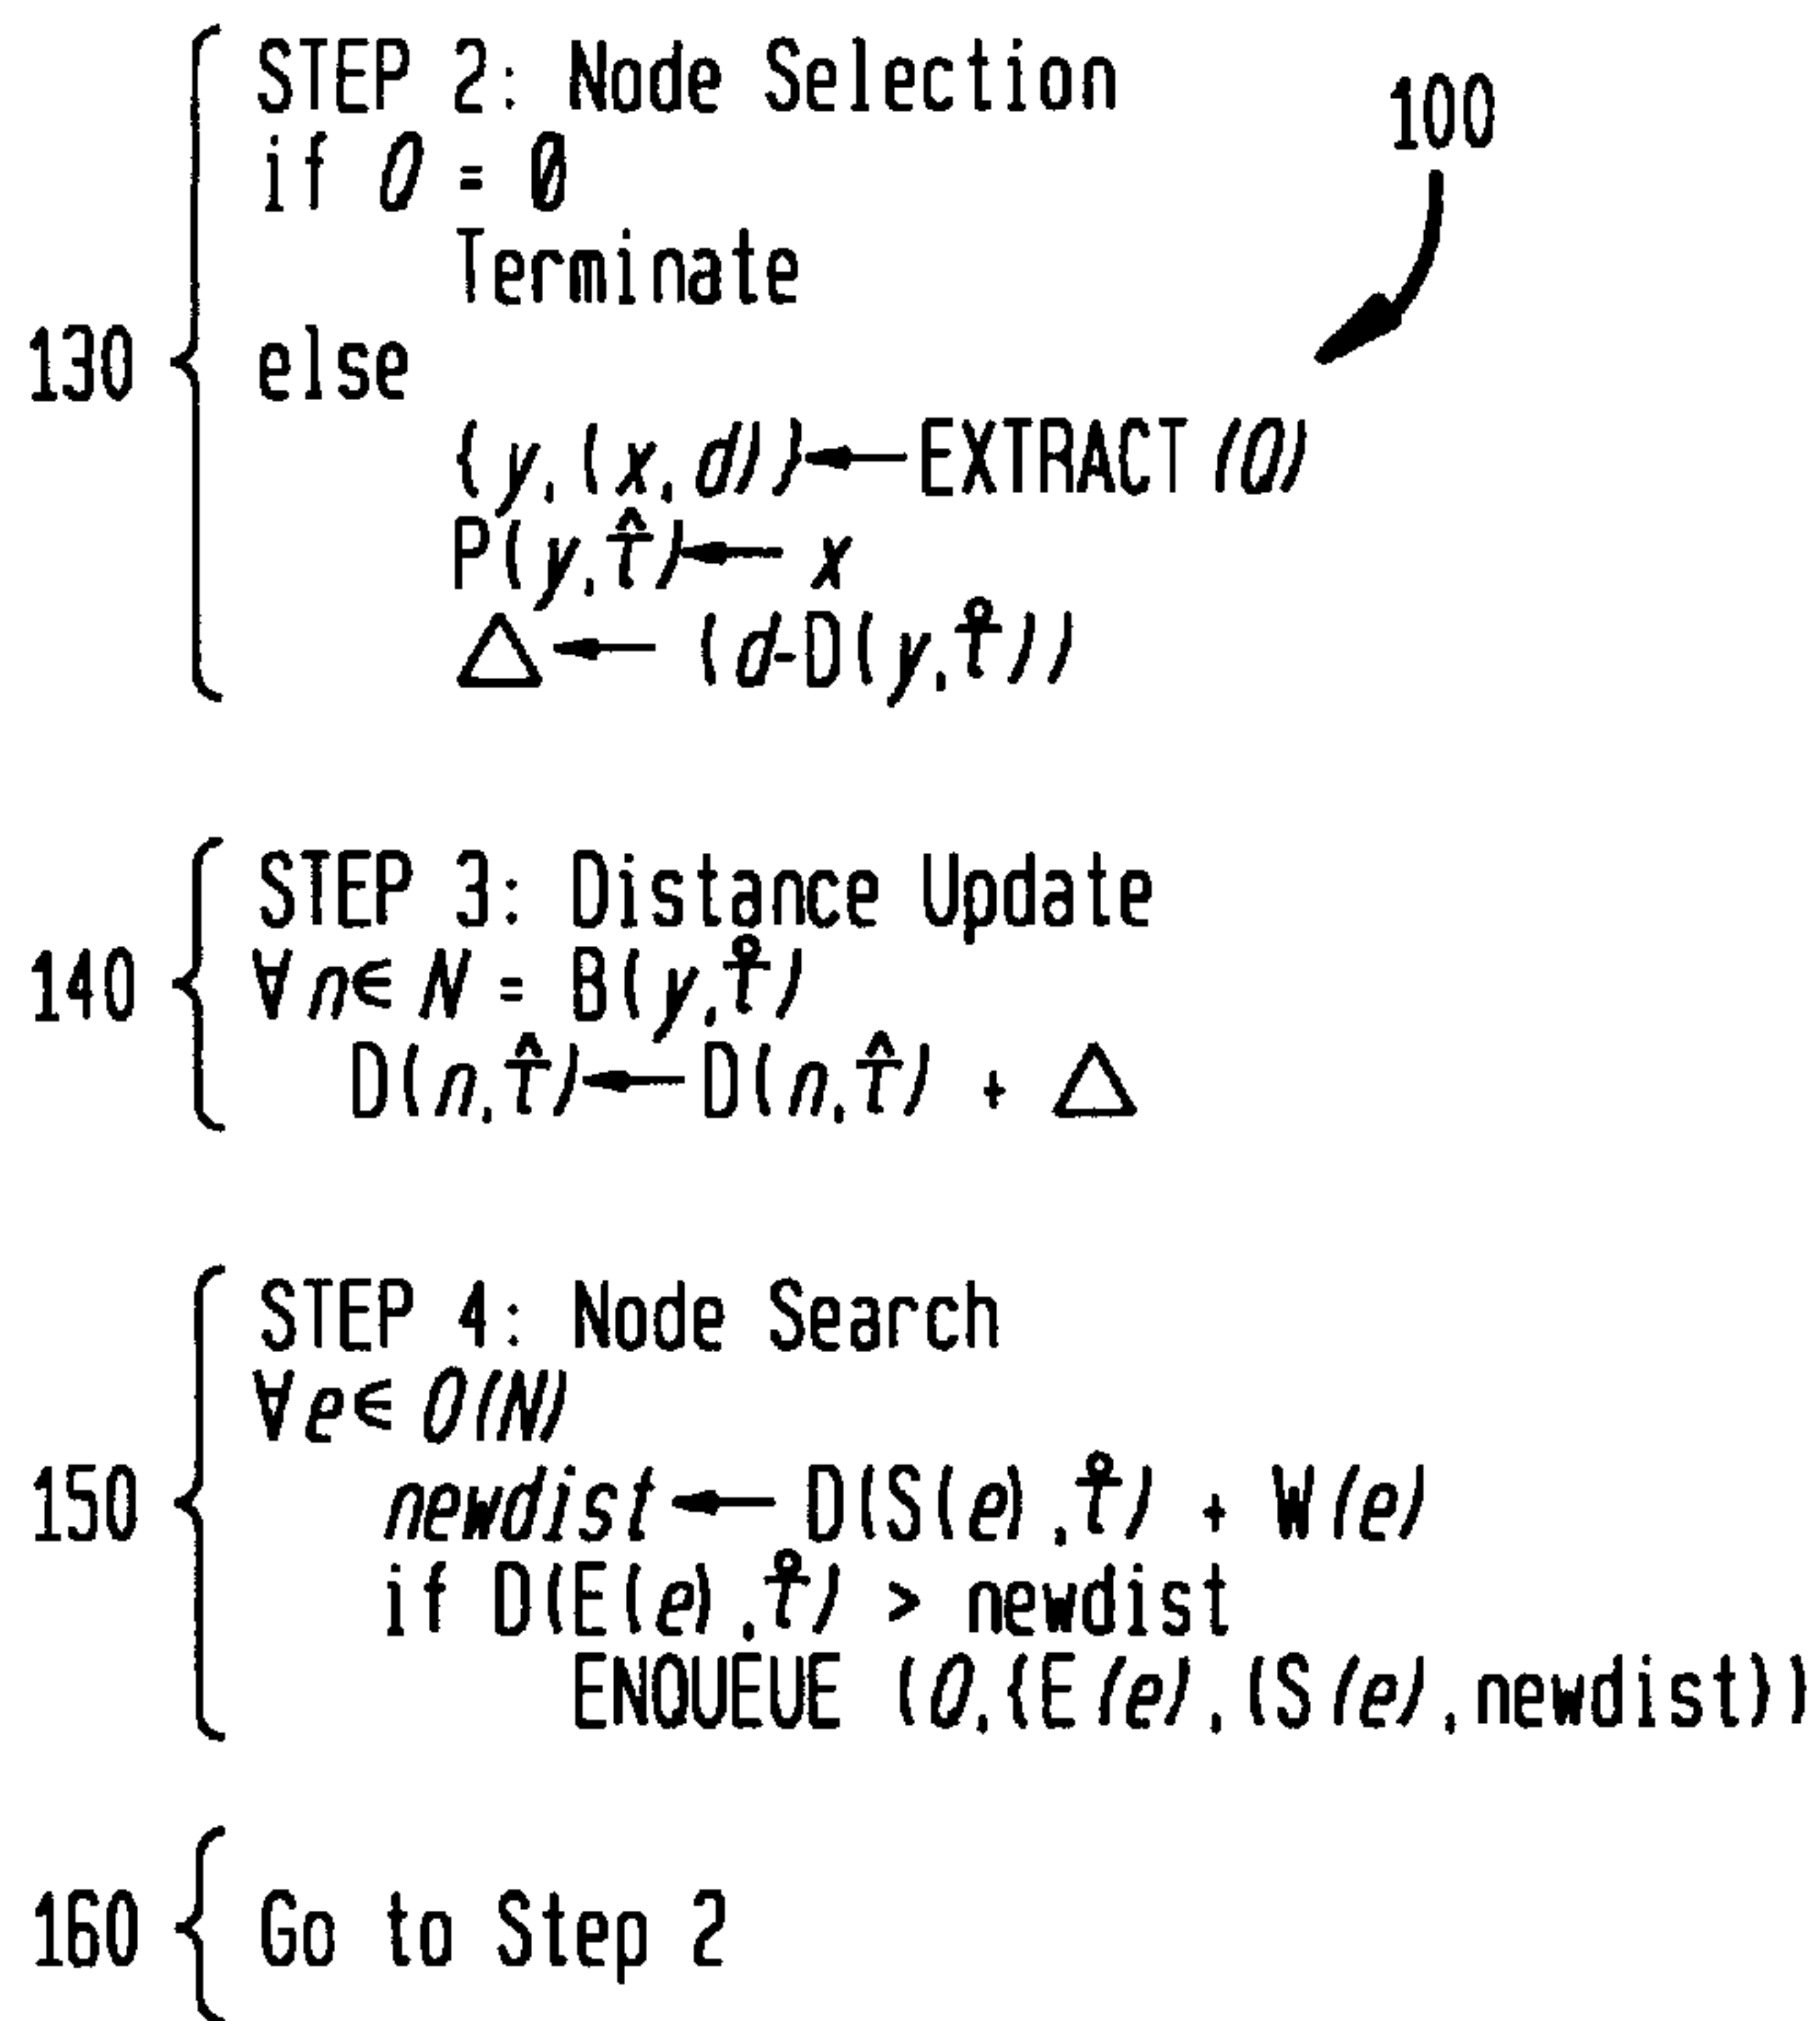 STEP 2: Node Selection
100
if Q = ∅
Terminate
130
else
{y,(x,d)}←EXTRACT(Q)
P(y,T̂)← x
△← (d-D(y,T̂))
STEP 3: Distance Update
140
∀n∈ N = B(y,T̂)
D(n,T̂)←D(n,T̂) + △
STEP 4: Node Search
∀e∈ O(N)
150
newdist← D(S(e),T̂) + W(e)
if D(E(e),T̂) > newdist
ENQUEUE (Q,{E(e),(S(e),newdist)}
160
Go to Step 2